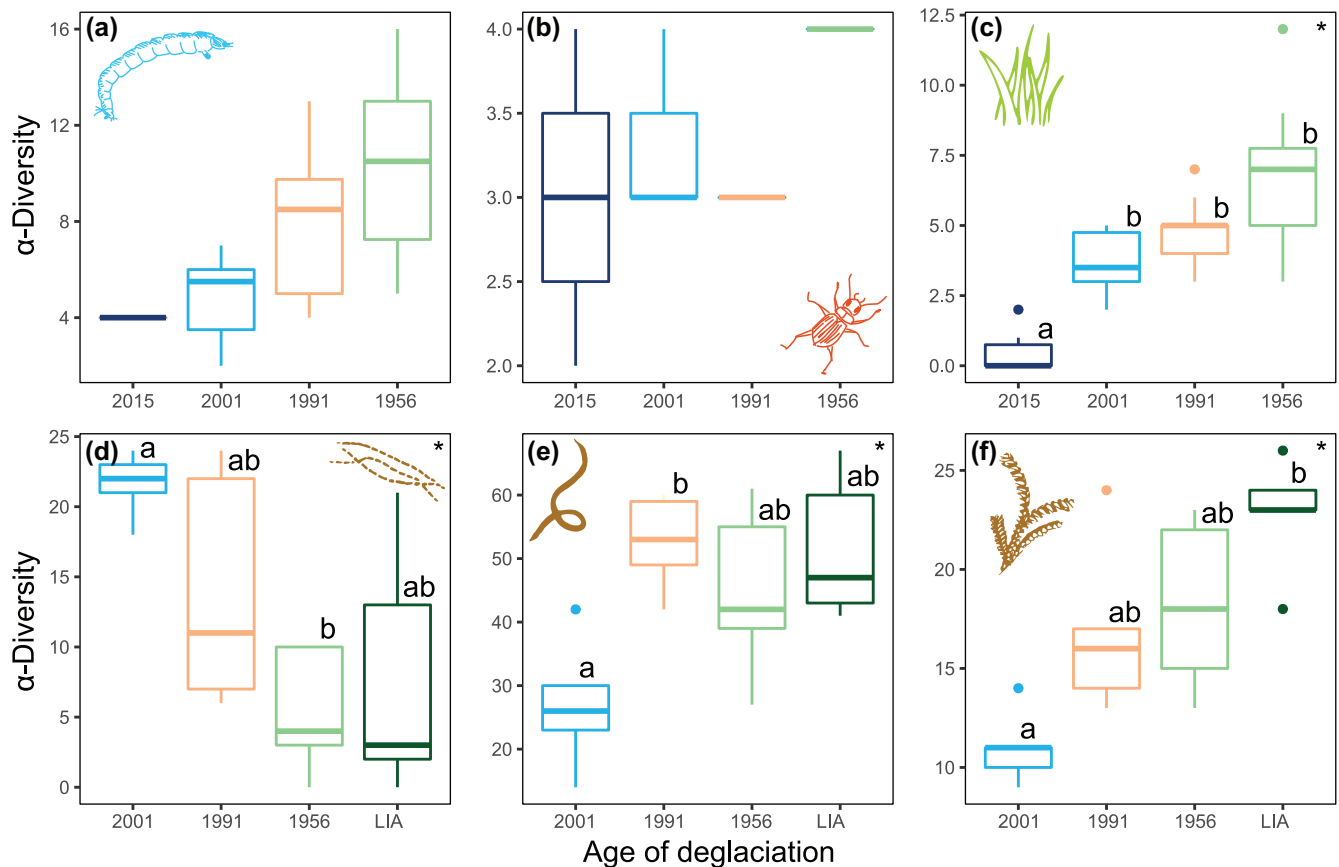 (a)
16
12
8
4
α-Diversity
2015 2001 1991 1956
(b)
4.0
3.5
3.0
2.5
2.0
2015 2001 1991 1956
(c) *
12.5
10.0
7.5
5.0
2.5
0.0
a b b b
2015 2001 1991 1956
(d) *
25
20
15
10
5
0
α-Diversity
a ab b ab
2001 1991 1956 LIA
(e) *
60
50
40
30
20
a b ab ab
2001 1991 1956 LIA
(f) *
25
20
15
10
a ab ab b
2001 1991 1956 LIA
Age of deglaciation